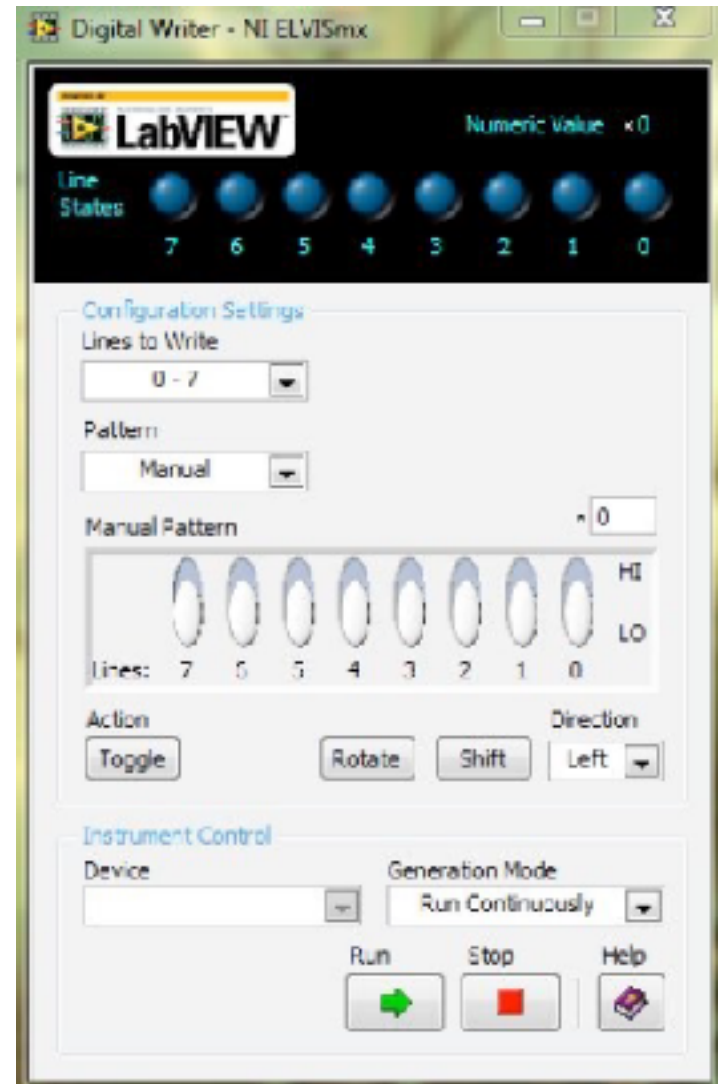 Digital Writer - NI ELVISmx
LabVIEW
Numeric Value x0
Line
States
7 6 5 4 3 2 1 0
Configuration Settings
Lines to Write
0 - 7
Pattern
Manual
Manual Pattern
x 0
HI
LO
Lines: 7 6 5 4 3 2 1 0
Action
Direction
Toggle Rotate Shift Left
Instrument Control
Device Generation Mode
Run Continuously
Run Stop Help